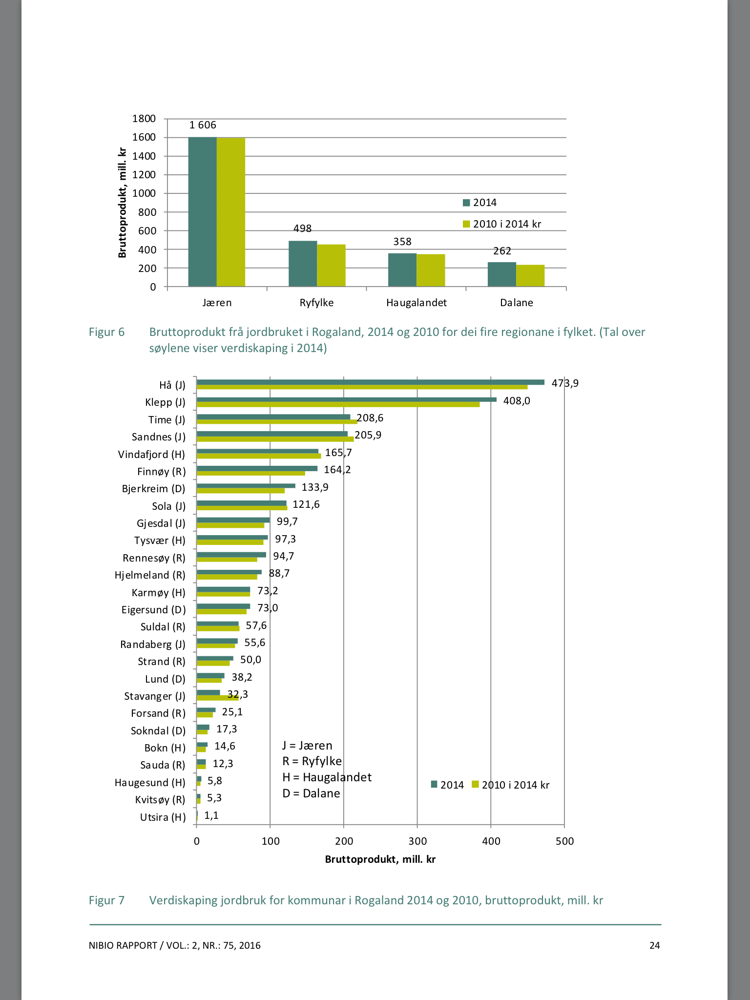 1800
1600
1400
1200
1000
800
600
400
200
0
Bruttoprodukt, mill. kr
1 606
498
358
262
2014
2010 i 2014 kr
Jæren Ryfylke Haugalandet Dalane
Figur 6 Bruttoprodukt frå jordbruket i Rogaland, 2014 og 2010 for dei fire regionane i fylket. (Tal over
søylene viser verdiskaping i 2014)
Hå (J) 473,9
Klepp (J) 408,0
Time (J) 208,6
Sandnes (J) 205,9
Vindafjord (H) 165,7
Finnøy (R) 164,2
Bjerkreim (D) 133,9
Sola (J) 121,6
Gjesdal (J) 99,7
Tysvær (H) 97,3
Rennesøy (R) 94,7
Hjelmeland (R) 88,7
Karmøy (H) 73,2
Eigersund (D) 73,0
Suldal (R) 57,6
Randaberg (J) 55,6
Strand (R) 50,0
Lund (D) 38,2
Stavanger (J) 32,3
Forsand (R) 25,1
Sokndal (D) 17,3
Bokn (H) 14,6
Sauda (R) 12,3
Haugesund (H) 5,8
Kvitsøy (R) 5,3
Utsira (H) 1,1
J = Jæren
R = Ryfylke
H = Haugalandet
D = Dalane
2014 2010 i 2014 kr
0 100 200 300 400 500
Bruttoprodukt, mill. kr
Figur 7 Verdiskaping jordbruk for kommunar i Rogaland 2014 og 2010, bruttoprodukt, mill. kr
NIBIO RAPPORT / VOL.: 2, NR.: 75, 2016 24